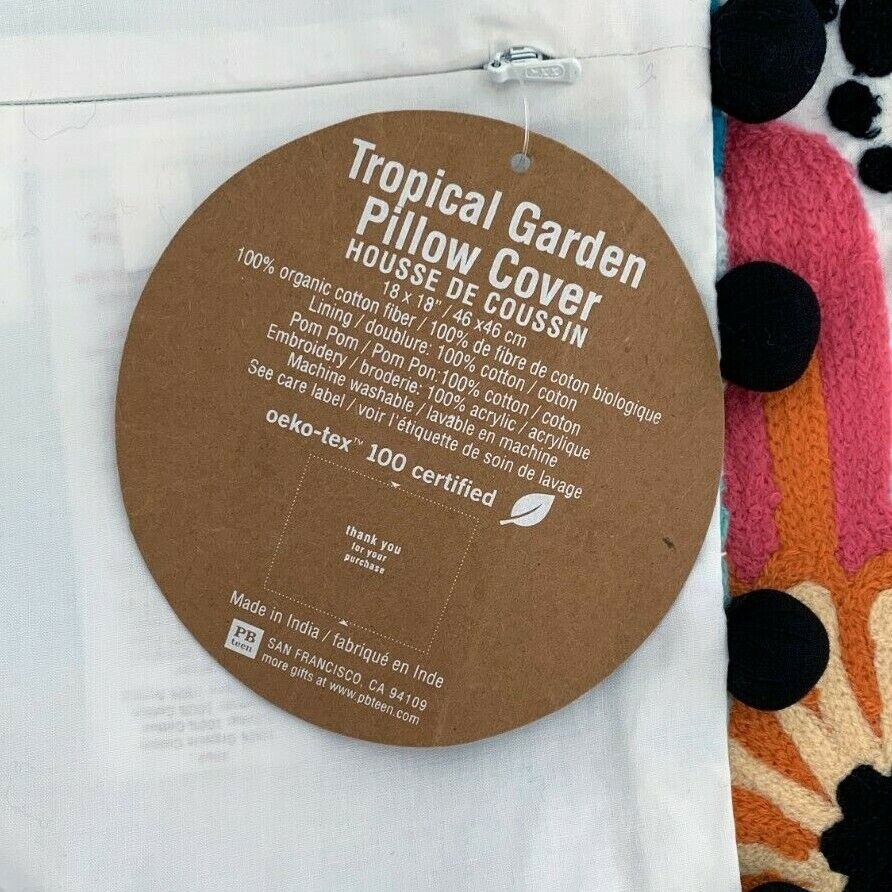 Tropical Garden
Pillow Cover
HOUSSE DE COUSSIN
18 x 18" / 46 x46 cm
100% organic cotton fiber / 100% de fibre de coton biologique
Lining / doublure: 100% cotton / coton
Pom Pom / Pom Pon:100% cotton / coton
Embroidery / broderie: 100% acrylic / acrylique
Machine washable / lavable en machine
See care label / voir l'étiquette de soin de lavage
oeko-tex™ 100 certified
thank you
for your
purchase
Made in India / fabriqué en Inde
PB
teen
SAN FRANCISCO, CA 94109
more gifts at www.pbteen.com